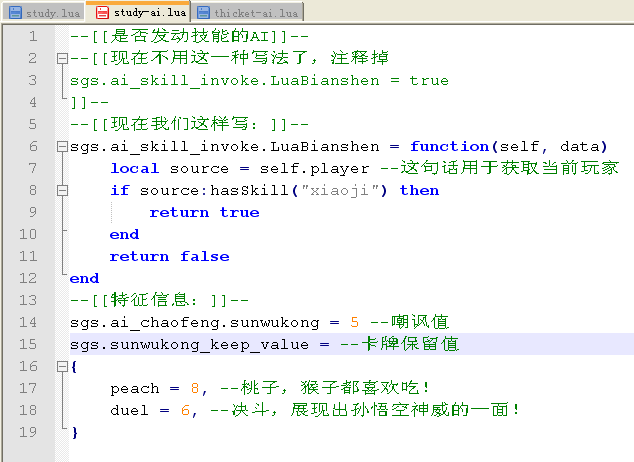 study.lua study-ai.lua thicket-ai.lua
1 --[[是否发动技能的AI]]--
2 --[[现在不用这一种写法了，注释掉
3 sgs.ai_skill_invoke.LuaBianshen = true
4 ]]--
5 --[[现在我们这样写：]]--
6 sgs.ai_skill_invoke.LuaBianshen = function(self, data)
7 local source = self.player --这句话用于获取当前玩家
8 if source:hasSkill("xiaoji") then
9 return true
10 end
11 return false
12 end
13 --[[特征信息：]]--
14 sgs.ai_chaofeng.sunwukong = 5 --嘲讽值
15 sgs.sunwukong_keep_value = --卡牌保留值
16 {
17 peach = 8, --桃子，猴子都喜欢吃！
18 duel = 6, --决斗，展现出孙悟空神威的一面！
19 }